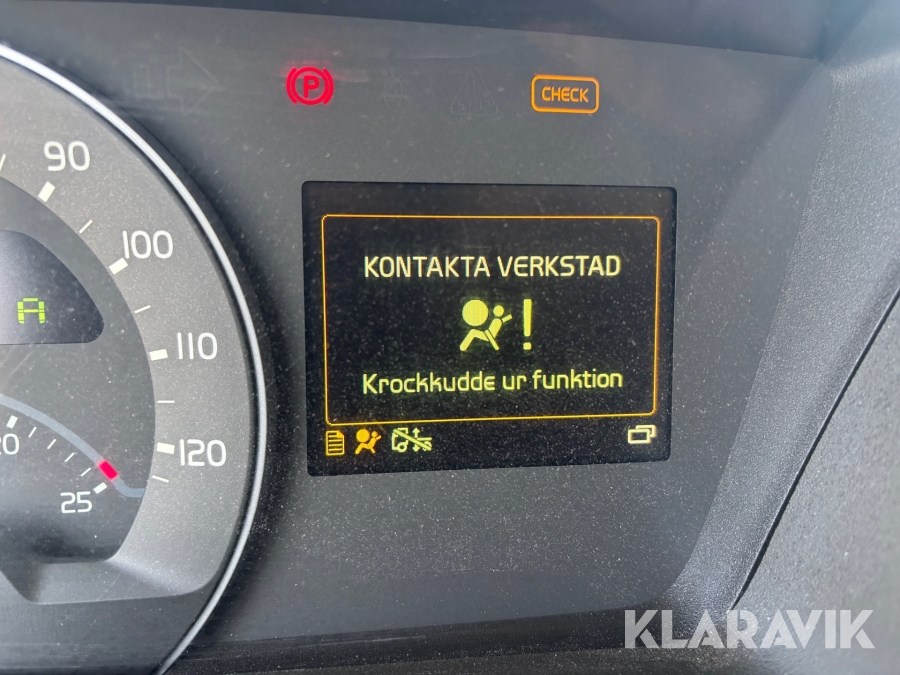 P
CHECK
90
100
A
110
120
20
25
KONTAKTA VERKSTAD
!
Krockkudde ur funktion
KLARAVIK